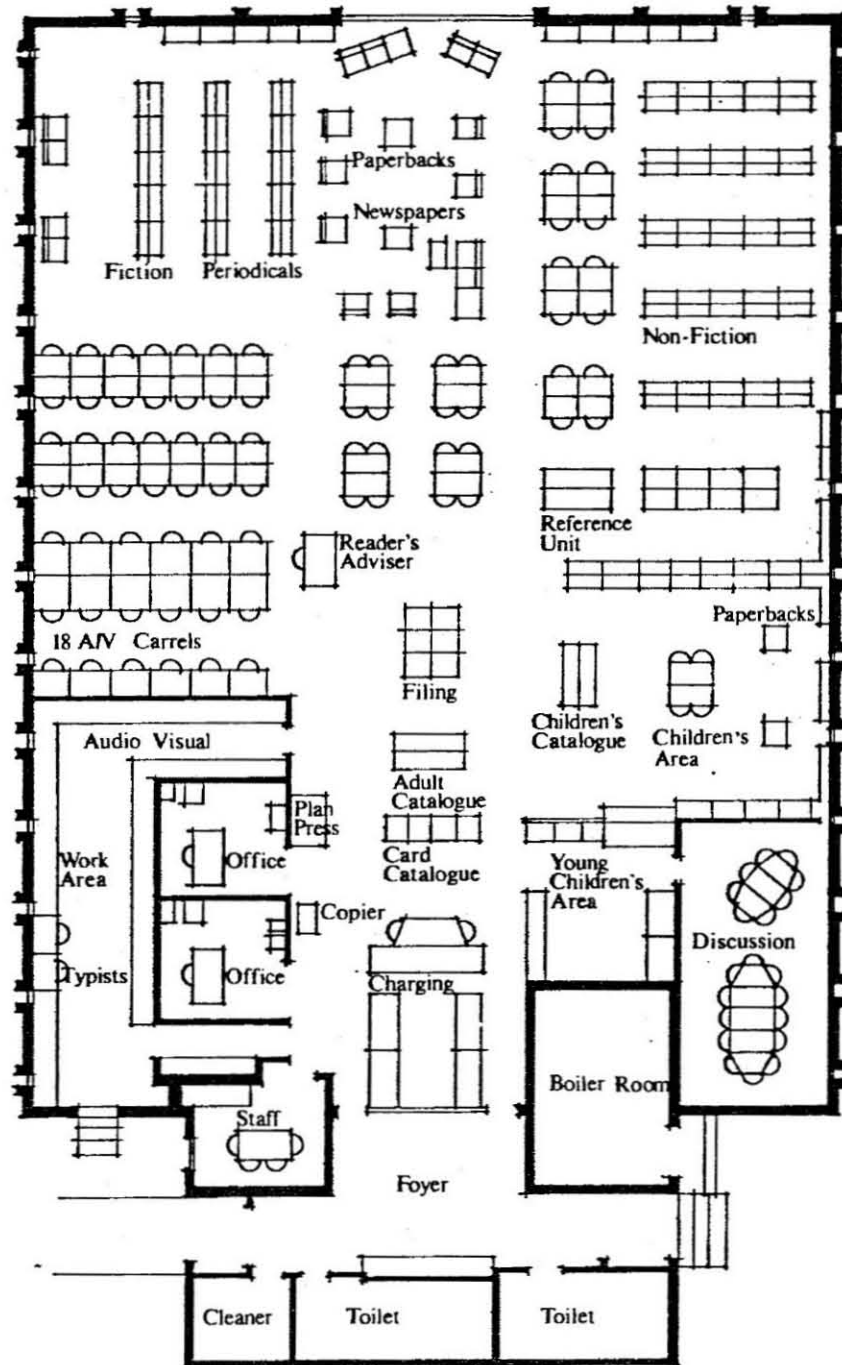 Paperbacks
Newspapers
Fiction Periodicals
Non-Fiction
Reader's
Adviser
Reference
Unit
18 A/V Carrels
Paperbacks
Filing
Children's
Catalogue
Children's
Area
Audio Visual
Adult
Catalogue
Plan
Press
Card
Catalogue
Office
Work
Area
Young
Children's
Area
Copier
Discussion
Typists
Office
Charging
Boiler Room
Staff
Foyer
Cleaner
Toilet
Toilet